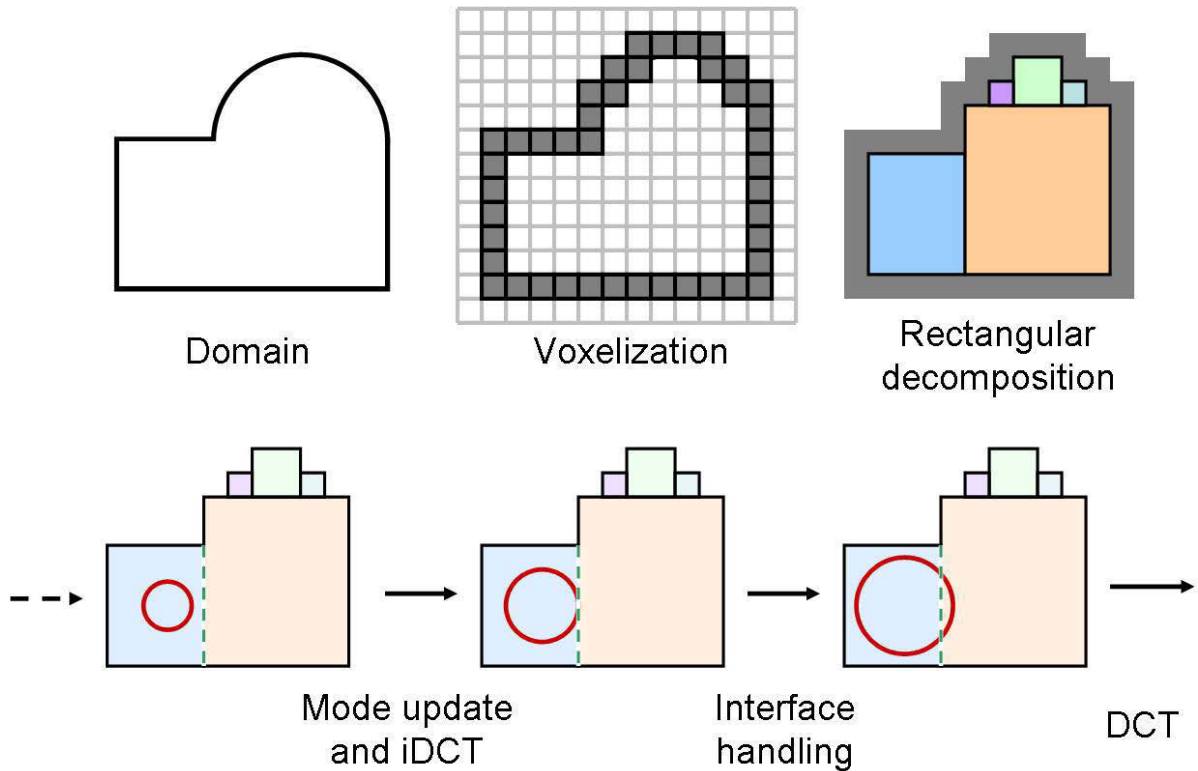 Domain
Voxelization
Rectangular
decomposition
Mode update
and iDCT
Interface
handling
DCT